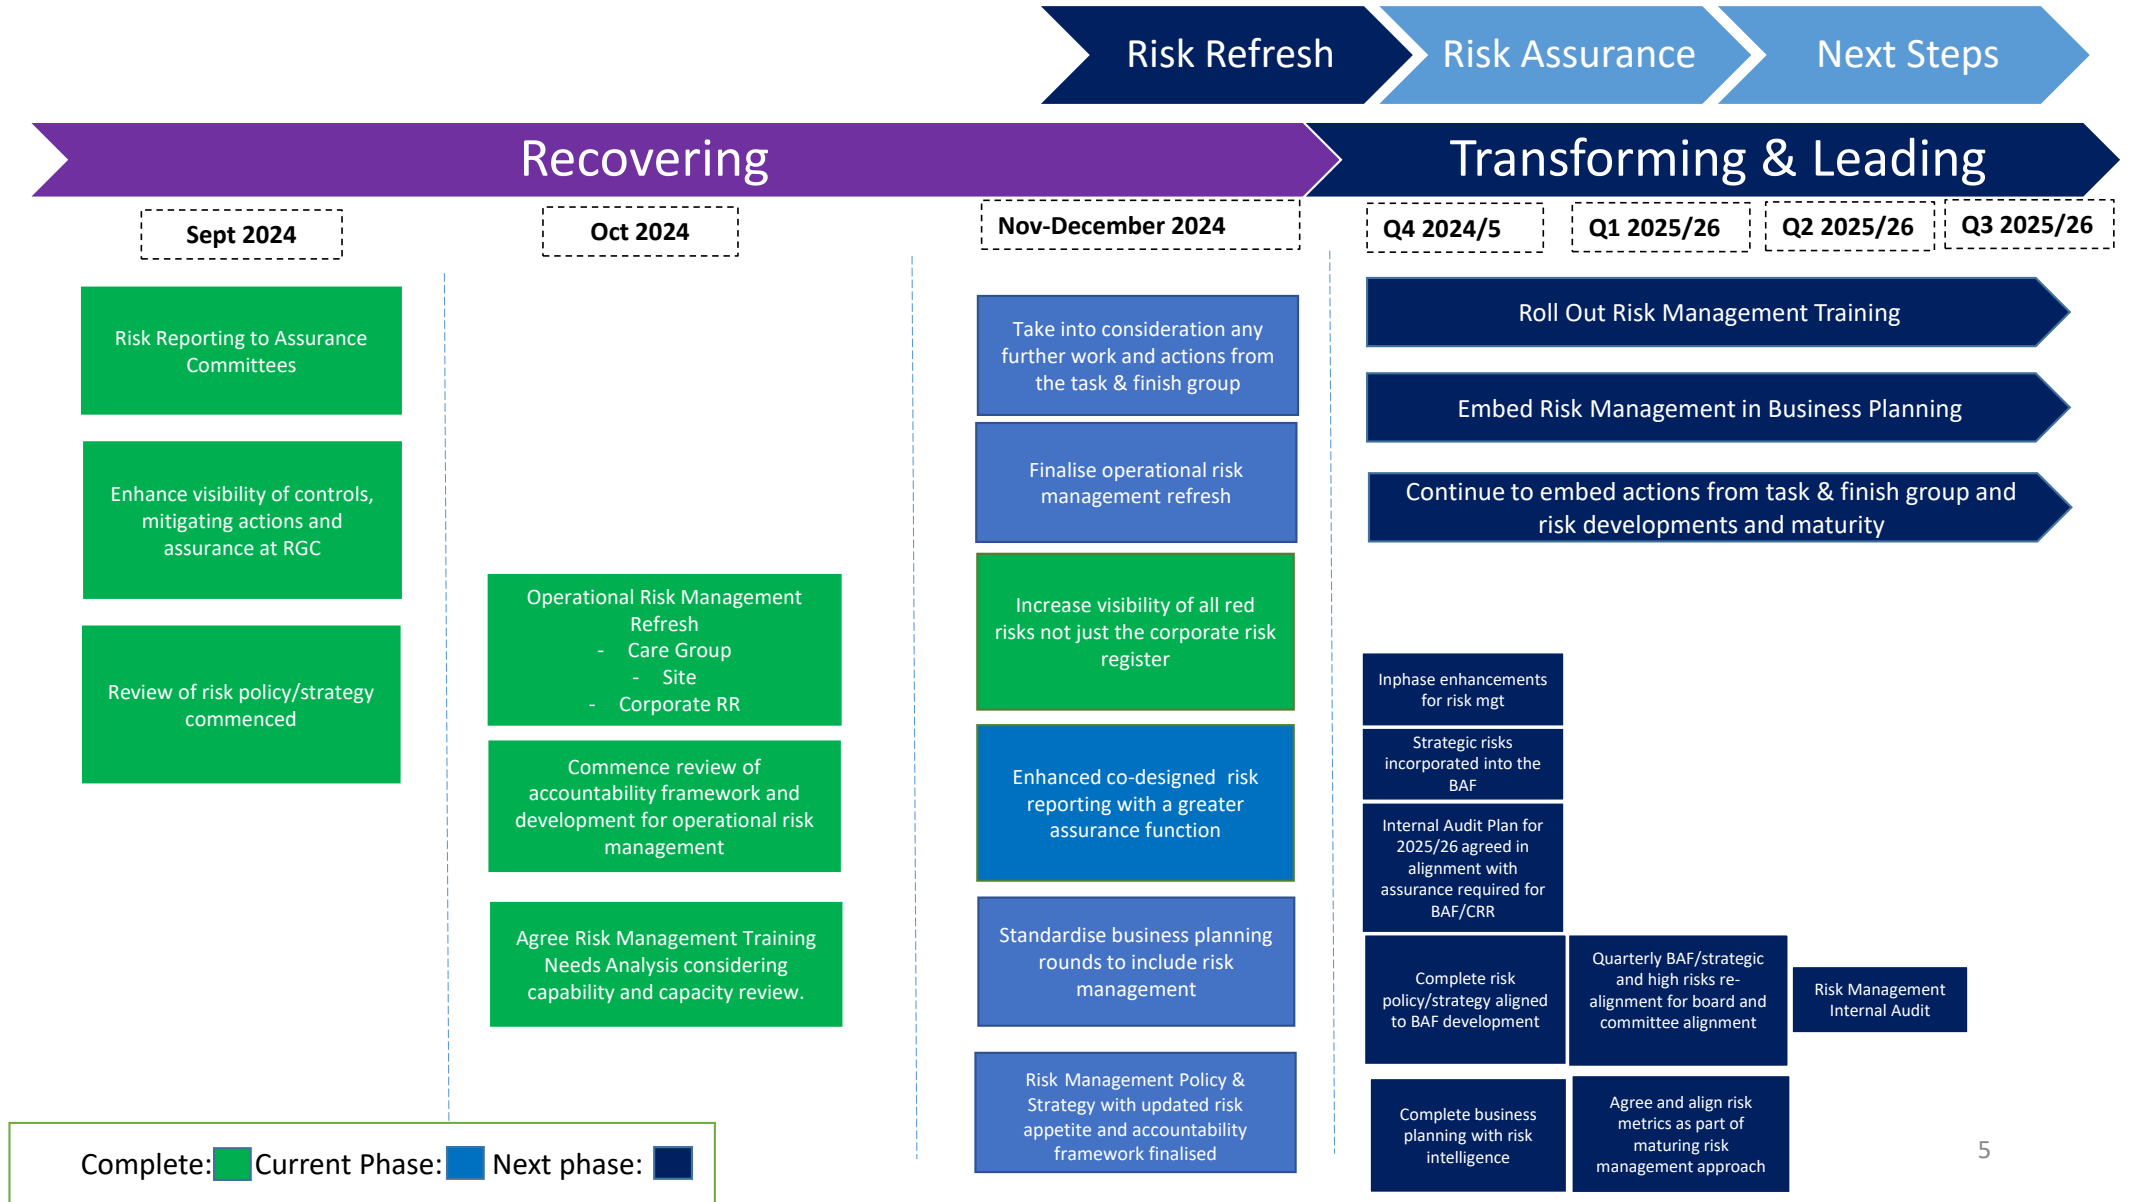 Risk Refresh
Risk Assurance
Next Steps
Recovering
Transforming & Leading
Sept 2024
Oct 2024
Nov-December 2024
Q4 2024/5
Q1 2025/26
Q2 2025/26
Q3 2025/26
Risk Reporting to Assurance
Committees
Enhance visibility of controls,
mitigating actions and
assurance at RGC
Review of risk policy/strategy
commenced
Operational Risk Management
Refresh
- Care Group
- Site
- Corporate RR
Commence review of
accountability framework and
development for operational risk
management
Agree Risk Management Training
Needs Analysis considering
capability and capacity review.
Take into consideration any
further work and actions from
the task & finish group
Finalise operational risk
management refresh
Increase visibility of all red
risks not just the corporate risk
register
Enhanced co-designed risk
reporting with a greater
assurance function
Standardise business planning
rounds to include risk
management
Risk Management Policy &
Strategy with updated risk
appetite and accountability
framework finalised
Roll Out Risk Management Training
Embed Risk Management in Business Planning
Continue to embed actions from task & finish group and
risk developments and maturity
Inphase enhancements
for risk mgt
Strategic risks
incorporated into the
BAF
Internal Audit Plan for
2025/26 agreed in
alignment with
assurance required for
BAF/CRR
Complete risk
policy/strategy aligned
to BAF development
Complete business
planning with risk
intelligence
Quarterly BAF/strategic
and high risks re-
alignment for board and
committee alignment
Agree and align risk
metrics as part of
maturing risk
management approach
Risk Management
Internal Audit
Complete: Current Phase: Next phase:
5